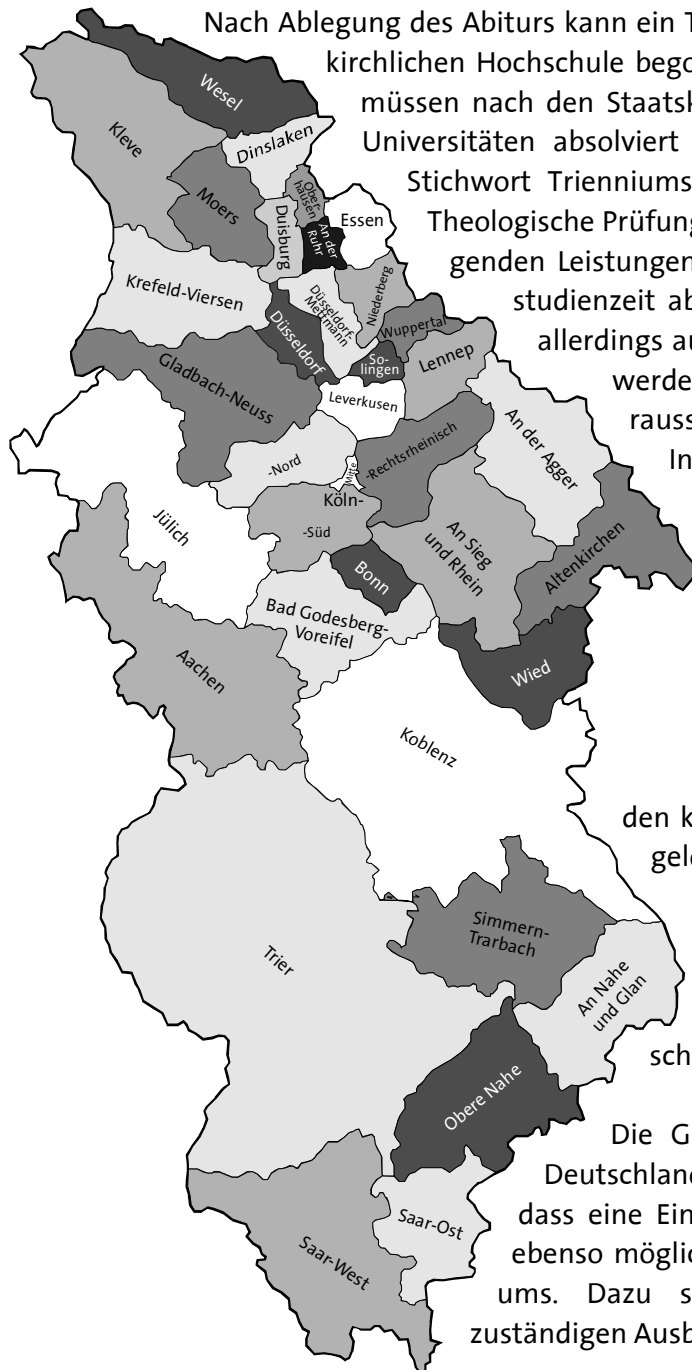 Nach Ablegung des Abiturs kann ein T
kirchlichen Hochschule bego
müssen nach den Staatsk
Universitäten absolviert
Stichwort Trienniums
Theologische Prüfung
genden Leistungen
studienzeit ab
allerdings au
werde
rauss
In
den k
gele
sch
Die G
Deutschland
dass eine Ein
ebenso möglic
ums. Dazu s
zuständigen Ausb
Wesel
Kleve
Dinslaken
Moers
Ober-
hausen
Duisburg
An der
Ruhr
Essen
Krefeld-Viersen
Düsseldorf
Düsseldorf-
Mettmann
Niederberg
Wuppertal
So-
lingen
Lennep
Gladbach-Neuss
Leverkusen
An der Agger
-Nord
Mitte
-Rechtsrheinisch
Köln-
-Süd
Jülich
An Sieg
und Rhein
Altenkirchen
Bonn
Bad Godesberg-
Voreifel
Aachen
Wied
Koblenz
Simmern-
Trarbach
Trier
An Nahe
und Glan
Obere Nahe
Saar-Ost
Saar-West